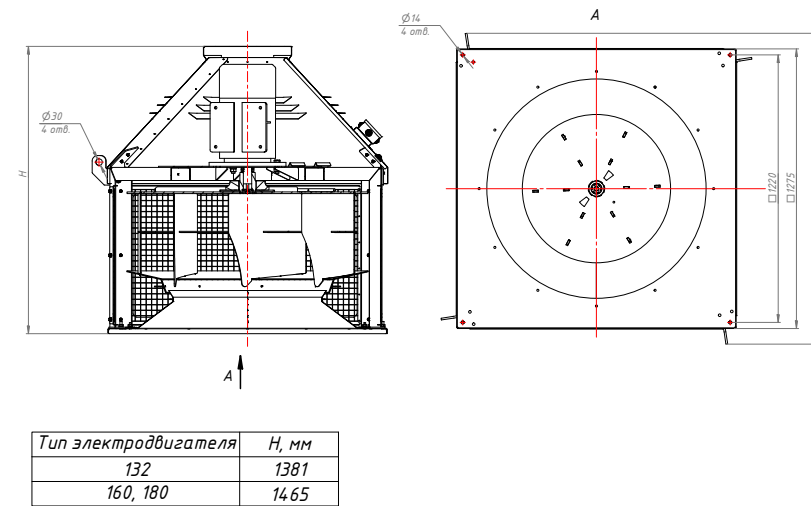 Ø14
4 отв.
А
Ø30
4 отв.
Н
□1220
□1275
А
Тип электродвигателя Н, мм
132 1381
160, 180 1465